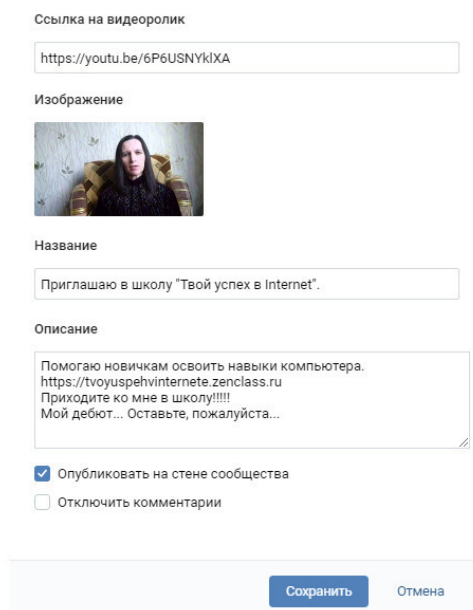 Ссылка на видеоролик
https://youtu.be/6P6USNYklXA
Изображение
Название
Приглашаю в школу "Твой успех в Internet".
Описание
Помогаю новичкам освоить навыки компьютера.
https://tvoyuspehvinternete.zenclass.ru
Приходите ко мне в школу!!!!!
Мой дебют... Оставьте, пожалуйста...
Опубликовать на стене сообщества
Отключить комментарии
Сохранить Отмена